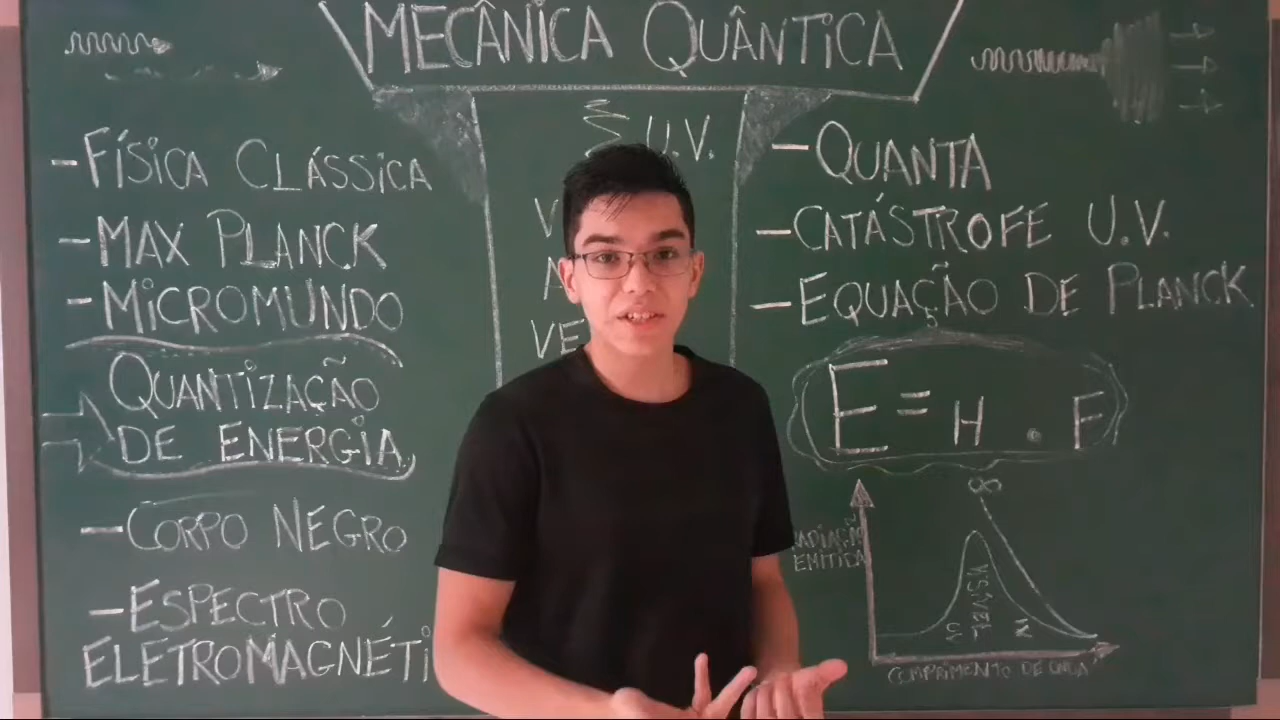 MECÂNICA QUÂNTICA
-FÍSICA CLÁSSICA
-MAX PLANCK
-MICROMUNDO
QUANTIZAÇÃO
DE ENERGIA
-CORPO NEGRO
-ESPECTRO
ELETROMAGNÉTI
U.V.
V
A
VE
-QUANTA
-CATÁSTROFE U.V.
-EQUAÇÃO DE PLANCK
E = H . F
∞
RADIAÇÃO
EMITIDA
VISÍVEL
COMPRIMENTO DE ONDA